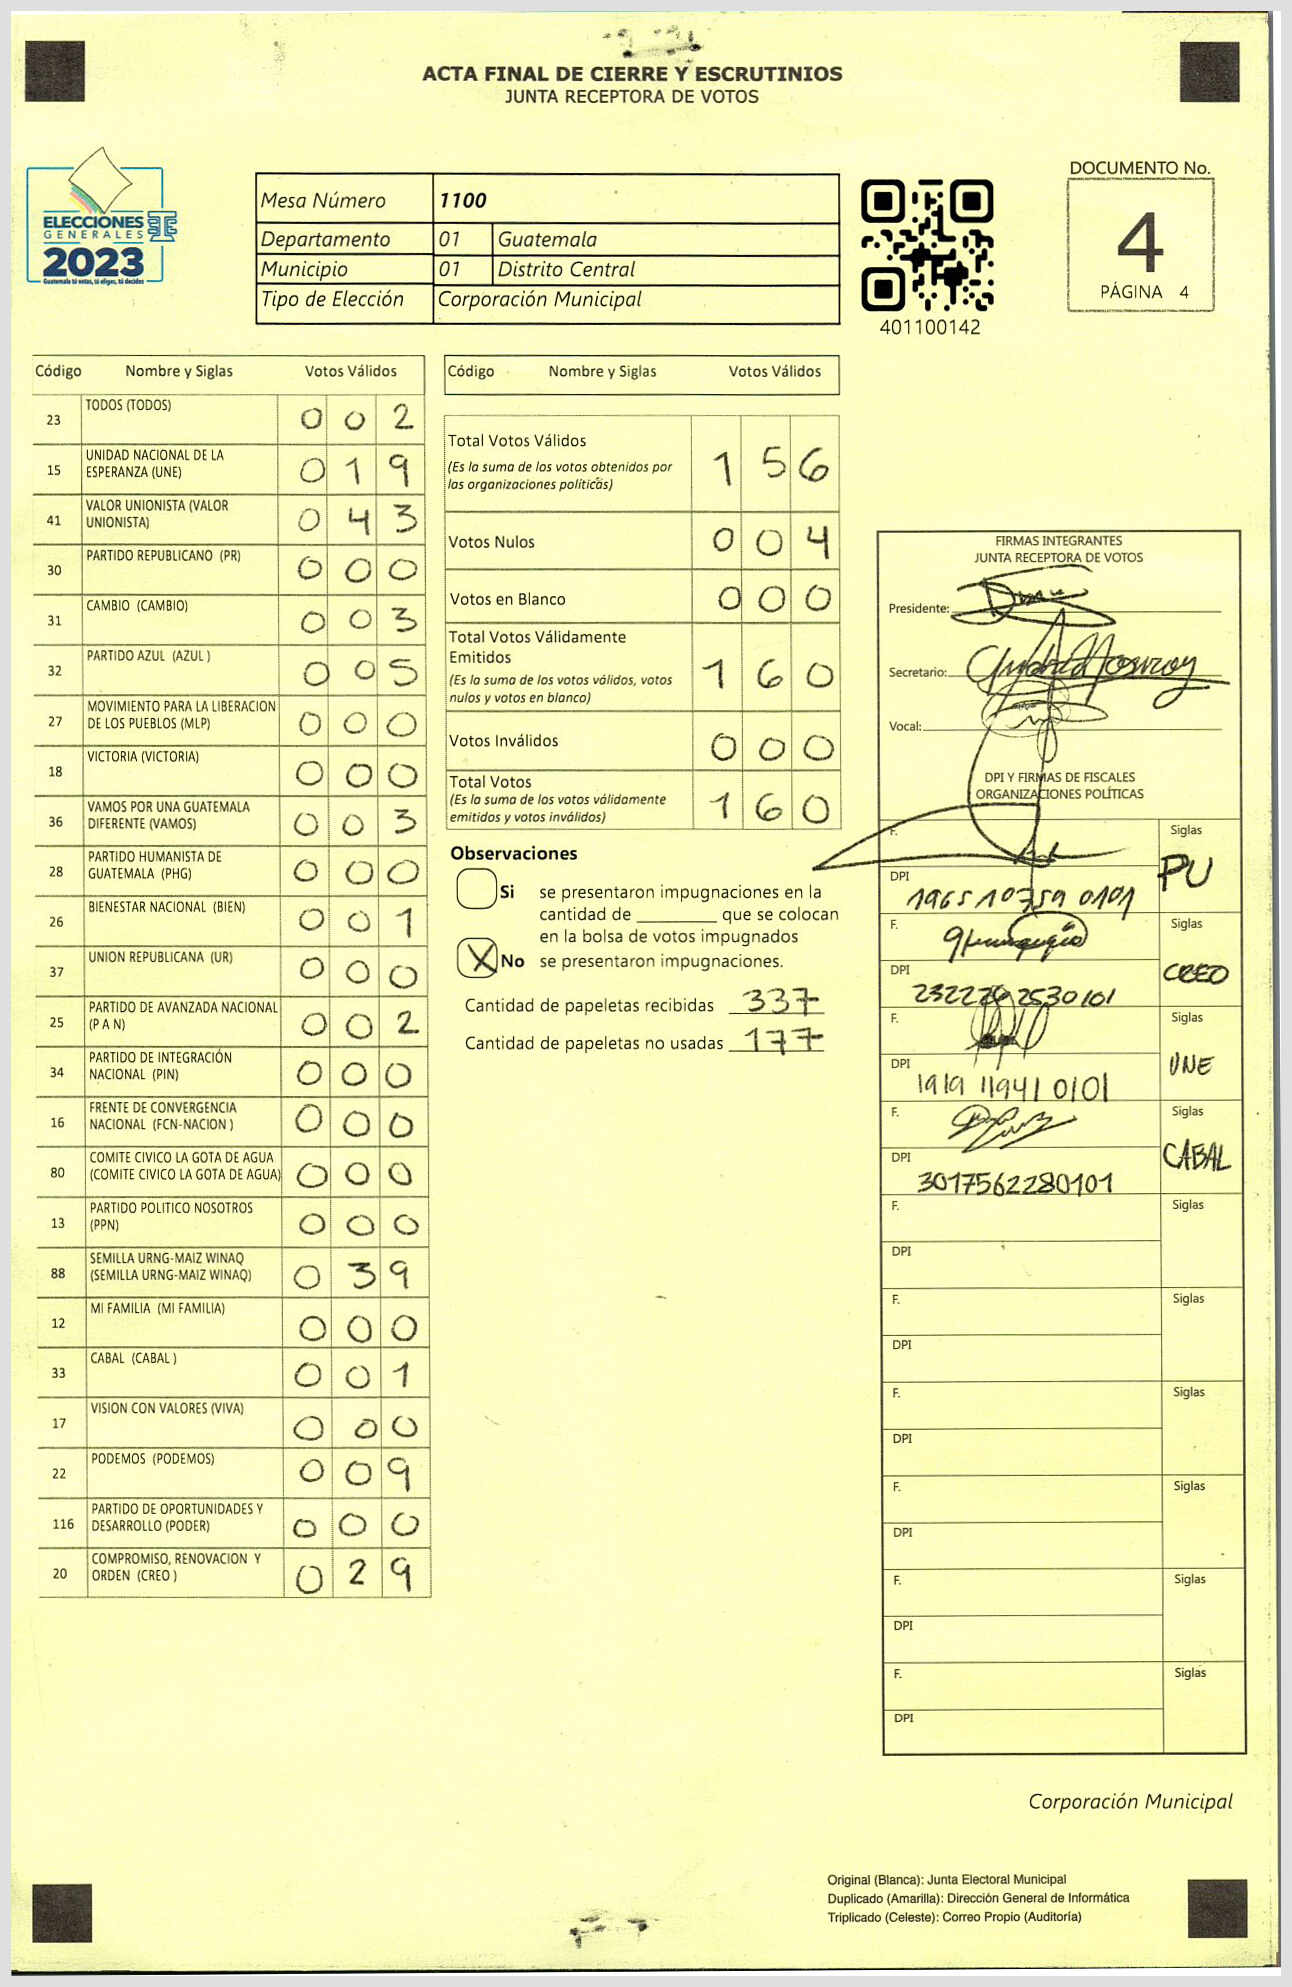 ACTA FINAL DE CIERRE Y ESCRUTINIOS
JUNTA RECEPTORA DE VOTOS
ELECCIONES
GENERALES
2023
Guatemala tú votas, tú eliges, tú decides
Mesa Número 1100
Departamento 01 Guatemala
Municipio 01 Distrito Central
Tipo de Elección Corporación Municipal
401100142
DOCUMENTO No.
4
PÁGINA 4
Código Nombre y Siglas Votos Válidos
23 TODOS (TODOS) 0 0 2
15 UNIDAD NACIONAL DE LA
ESPERANZA (UNE) 0 1 9
41 VALOR UNIONISTA (VALOR
UNIONISTA) 0 4 3
30 PARTIDO REPUBLICANO (PR) 0 0 0
31 CAMBIO (CAMBIO) 0 0 3
32 PARTIDO AZUL (AZUL ) 0 0 5
27 MOVIMIENTO PARA LA LIBERACION
DE LOS PUEBLOS (MLP) 0 0 0
18 VICTORIA (VICTORIA) 0 0 0
36 VAMOS POR UNA GUATEMALA
DIFERENTE (VAMOS) 0 0 3
28 PARTIDO HUMANISTA DE
GUATEMALA (PHG) 0 0 0
26 BIENESTAR NACIONAL (BIEN) 0 0 1
37 UNION REPUBLICANA (UR) 0 0 0
25 PARTIDO DE AVANZADA NACIONAL
(P A N) 0 0 2
34 PARTIDO DE INTEGRACIÓN
NACIONAL (PIN) 0 0 0
16 FRENTE DE CONVERGENCIA
NACIONAL (FCN-NACION ) 0 0 0
80 COMITE CIVICO LA GOTA DE AGUA
(COMITE CIVICO LA GOTA DE AGUA) 0 0 0
13 PARTIDO POLITICO NOSOTROS
(PPN) 0 0 0
88 SEMILLA URNG-MAIZ WINAQ
(SEMILLA URNG-MAIZ WINAQ) 0 3 9
12 MI FAMILIA (MI FAMILIA) 0 0 0
33 CABAL (CABAL ) 0 0 1
17 VISION CON VALORES (VIVA) 0 0 0
22 PODEMOS (PODEMOS) 0 0 9
116 PARTIDO DE OPORTUNIDADES Y
DESARROLLO (PODER) 0 0 0
20 COMPROMISO, RENOVACION Y
ORDEN (CREO ) 0 2 9
Código Nombre y Siglas Votos Válidos
Total Votos Válidos 1 5 6
(Es la suma de los votos obtenidos por
las organizaciones políticas)
Votos Nulos 0 0 4
Votos en Blanco 0 0 0
Total Votos Válidamente
Emitidos 1 6 0
(Es la suma de los votos válidos, votos
nulos y votos en blanco)
Votos Inválidos 0 0 0
Total Votos 1 6 0
(Es la suma de los votos válidamente
emitidos y votos inválidos)
Observaciones
Si se presentaron impugnaciones en la
cantidad de ________ que se colocan
en la bolsa de votos impugnados
X No se presentaron impugnaciones.
Cantidad de papeletas recibidas 337
Cantidad de papeletas no usadas 177
FIRMAS INTEGRANTES
JUNTA RECEPTORA DE VOTOS
Presidente:
Secretario:
Vocal:
DPI Y FIRMAS DE FISCALES
ORGANIZACIONES POLÍTICAS
F. Siglas
PU
DPI 1965 10759 0101
F. Siglas
CREO
DPI 232228 2530101
F. Siglas
UNE
DPI 1919 11941 0101
F. Siglas
CABAL
DPI 3017562280101
F. Siglas
DPI
F. Siglas
DPI
F. Siglas
DPI
F. Siglas
DPI
F. Siglas
DPI
F. Siglas
DPI
Corporación Municipal
Original (Blanca): Junta Electoral Municipal
Duplicado (Amarilla): Dirección General de Informática
Triplicado (Celeste): Correo Propio (Auditoría)